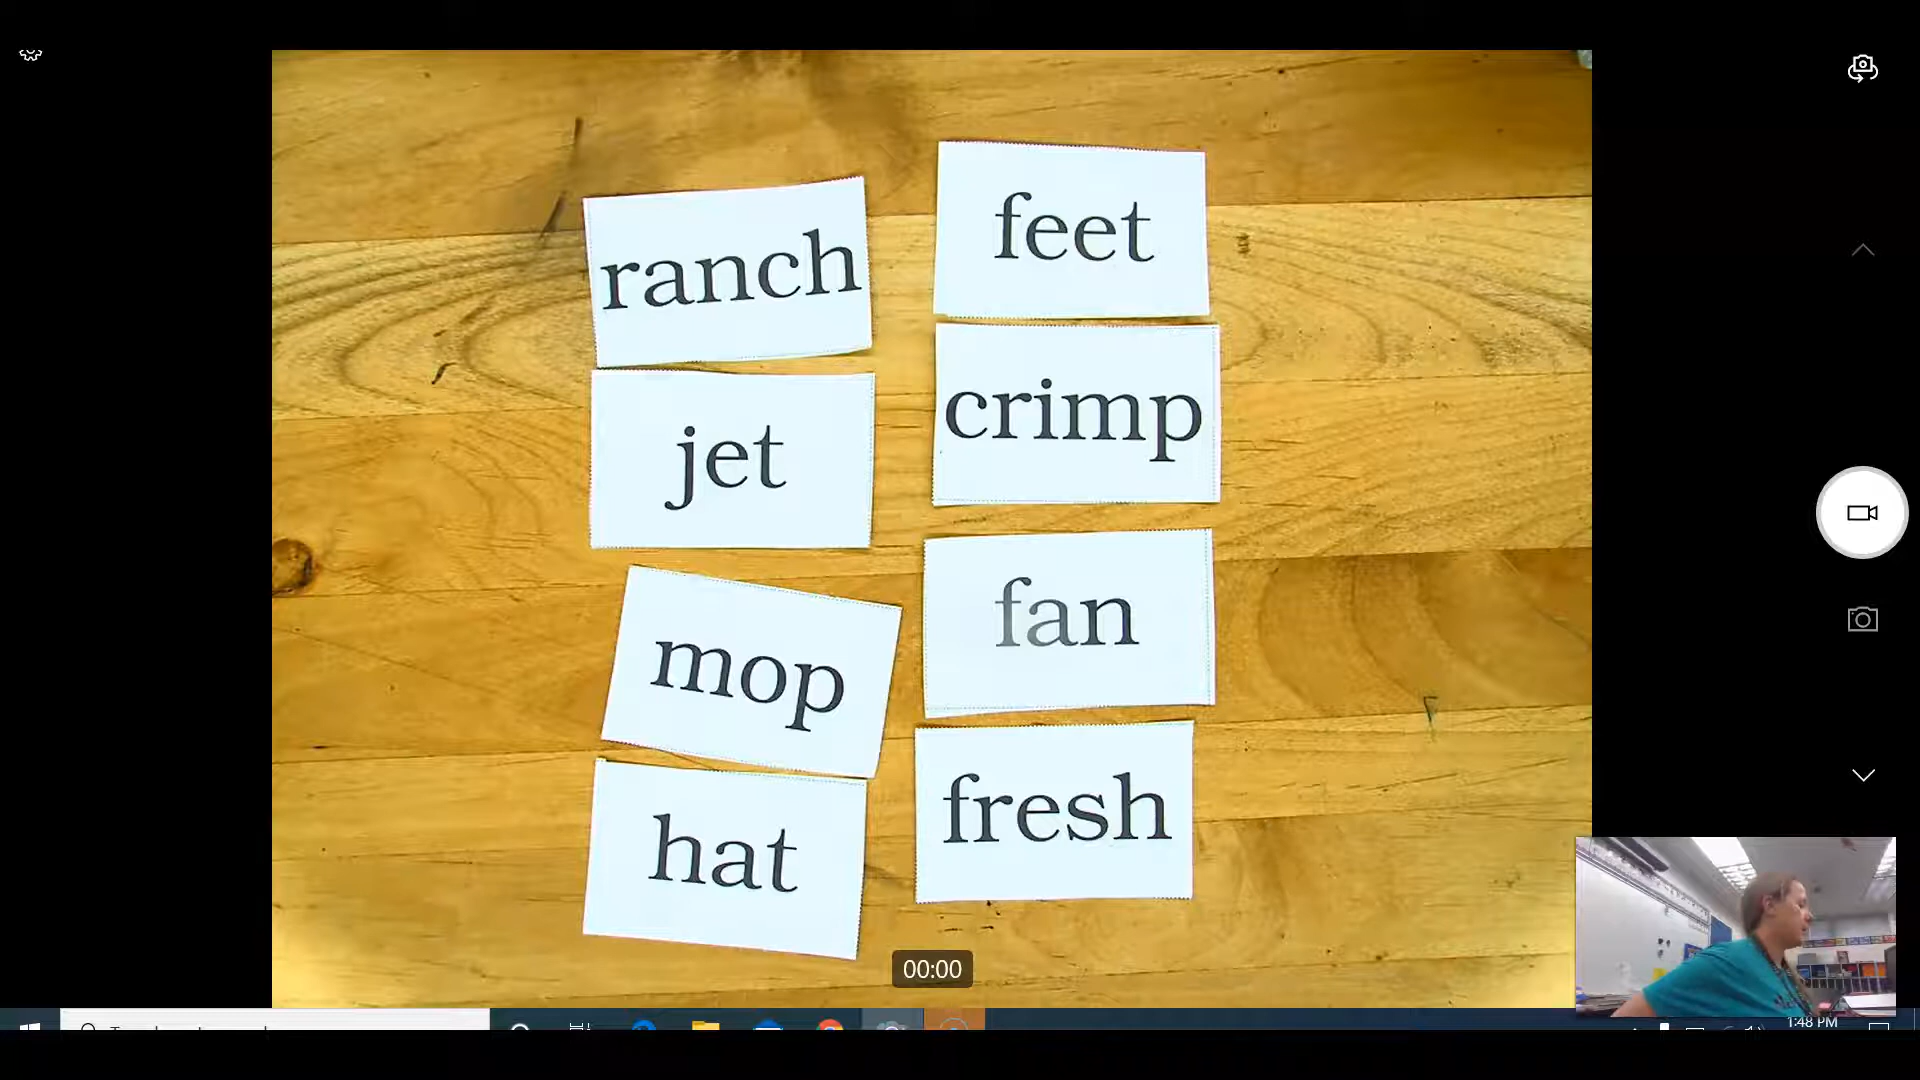 ranch
jet
mop
hat
feet
crimp
fan
fresh
00:00
1:48 PM